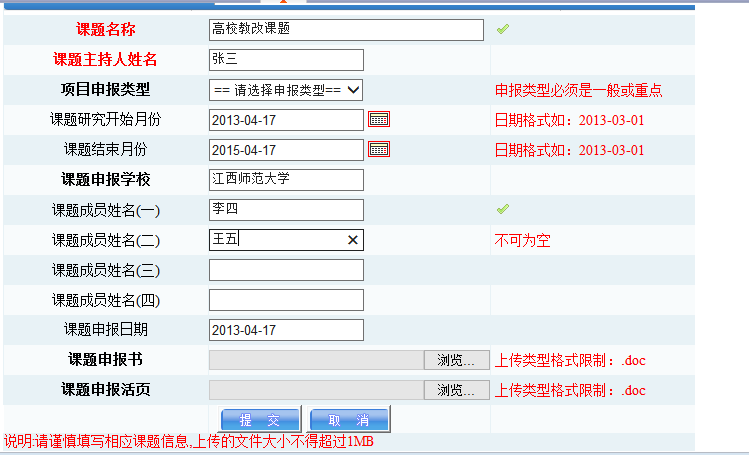 课题名称 高校教改课题
课题主持人姓名 张三
项目申报类型 == 请选择申报类型== 申报类型必须是一般或重点
课题研究开始月份 2013-04-17 日期格式如：2013-03-01
课题结束月份 2015-04-17 日期格式如：2013-03-01
课题申报学校 江西师范大学
课题成员姓名(一) 李四
课题成员姓名(二) 王五 不可为空
课题成员姓名(三)
课题成员姓名(四)
课题申报日期 2013-04-17
课题申报书 浏览... 上传类型格式限制：.doc
课题申报活页 浏览... 上传类型格式限制：.doc
提 交 取 消
说明:请谨慎填写相应课题信息,上传的文件大小不得超过1MB